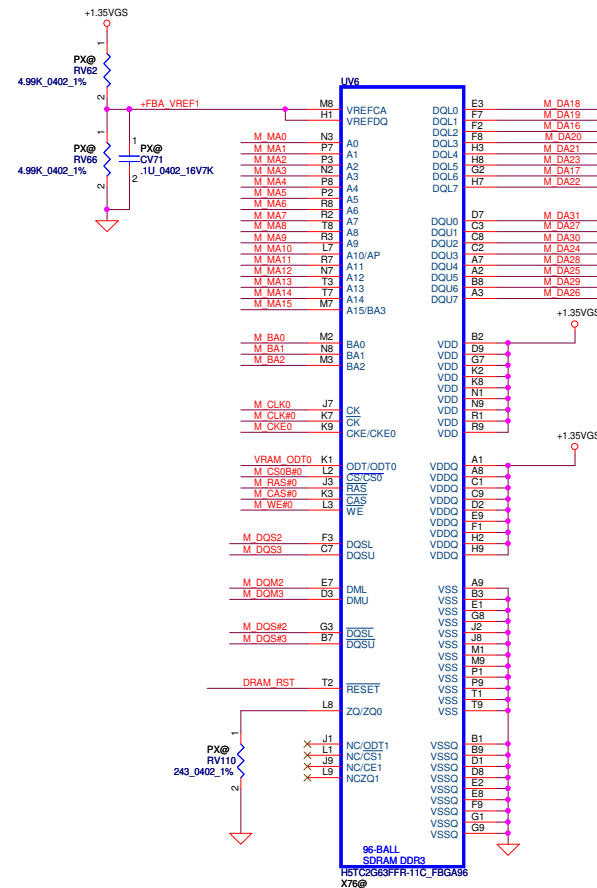 +1.35VGS
1
PX@
RV62
4.99K_0402_1%
2
+FBA_VREF1
1
PX@
RV66
4.99K_0402_1%
2
1
PX@
CV71
.1U_0402_16V7K
2
UV6
M8 VREFCA
H1 VREFDQ
M_MA0 N3 A0
M_MA1 P7 A1
M_MA2 P3 A2
M_MA3 N2 A3
M_MA4 P8 A4
M_MA5 P2 A5
M_MA6 R8 A6
M_MA7 R2 A7
M_MA8 T8 A8
M_MA9 R3 A9
M_MA10 L7 A10/AP
M_MA11 R7 A11
M_MA12 N7 A12
M_MA13 T3 A13
M_MA14 T7 A14
M_MA15 M7 A15/BA3
M_BA0 M2 BA0
M_BA1 N8 BA1
M_BA2 M3 BA2
M_CLK0 J7 CK
M_CLK#0 K7 CK
M_CKE0 K9 CKE/CKE0
VRAM_ODT0 K1 ODT/ODT0
M_CS0B#0 L2 CS/CS0
M_RAS#0 J3 RAS
M_CAS#0 K3 CAS
M_WE#0 L3 WE
M_DQS2 F3 DQSL
M_DQS3 C7 DQSU
M_DQM2 E7 DML
M_DQM3 D3 DMU
M_DQS#2 G3 DQSL
M_DQS#3 B7 DQSU
DRAM_RST T2 RESET
L8 ZQ/ZQ0
1
PX@
RV110
243_0402_1%
2
J1 NC/ODT1
L1 NC/CS1
J9 NC/CE1
L9 NCZQ1
DQL0 E3 M_DA18
DQL1 F7 M_DA19
DQL2 F2 M_DA16
DQL3 F8 M_DA20
DQL4 H3 M_DA21
DQL5 H8 M_DA23
DQL6 G2 M_DA17
DQL7 H7 M_DA22
DQU0 D7 M_DA31
DQU1 C3 M_DA27
DQU2 C8 M_DA30
DQU3 C2 M_DA24
DQU4 A7 M_DA28
DQU5 A2 M_DA25
DQU6 B8 M_DA29
DQU7 A3 M_DA26
+1.35VGS
VDD B2
VDD D9
VDD G7
VDD K2
VDD K8
VDD N1
VDD N9
VDD R1
VDD R9
+1.35VGS
VDDQ A1
VDDQ A8
VDDQ C1
VDDQ C9
VDDQ D2
VDDQ E9
VDDQ F1
VDDQ H2
VDDQ H9
VSS A9
VSS B3
VSS E1
VSS G8
VSS J2
VSS J8
VSS M1
VSS M9
VSS P1
VSS P9
VSS T1
VSS T9
VSSQ B1
VSSQ B9
VSSQ D1
VSSQ D8
VSSQ E2
VSSQ E8
VSSQ F9
VSSQ G1
VSSQ G9
96-BALL
SDRAM DDR3
H5TC2G63FFR-11C_FBGA96
X76@